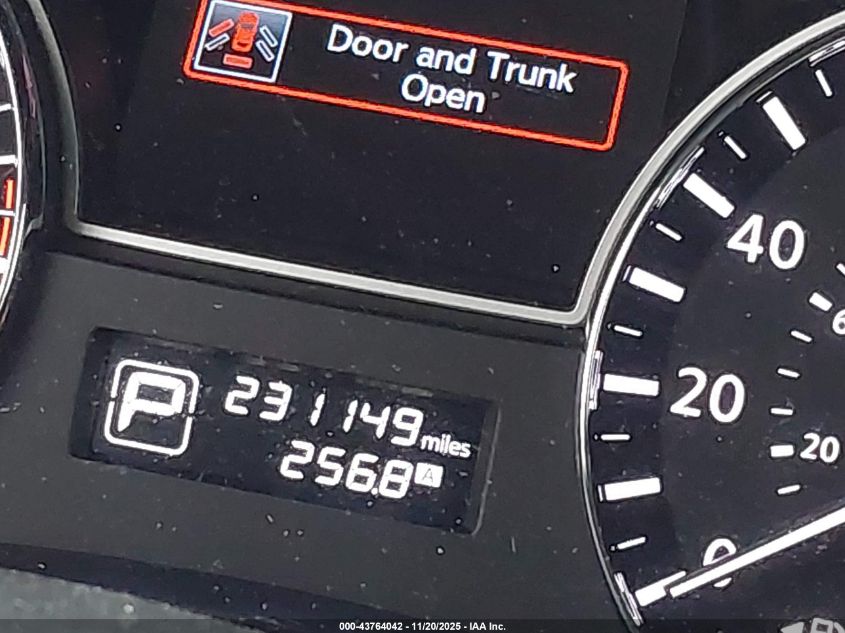 Door and Trunk
Open
40
20
20
0
P
231149 miles
256.8 A
000-43764042 - 11/20/2025 - IAA Inc.